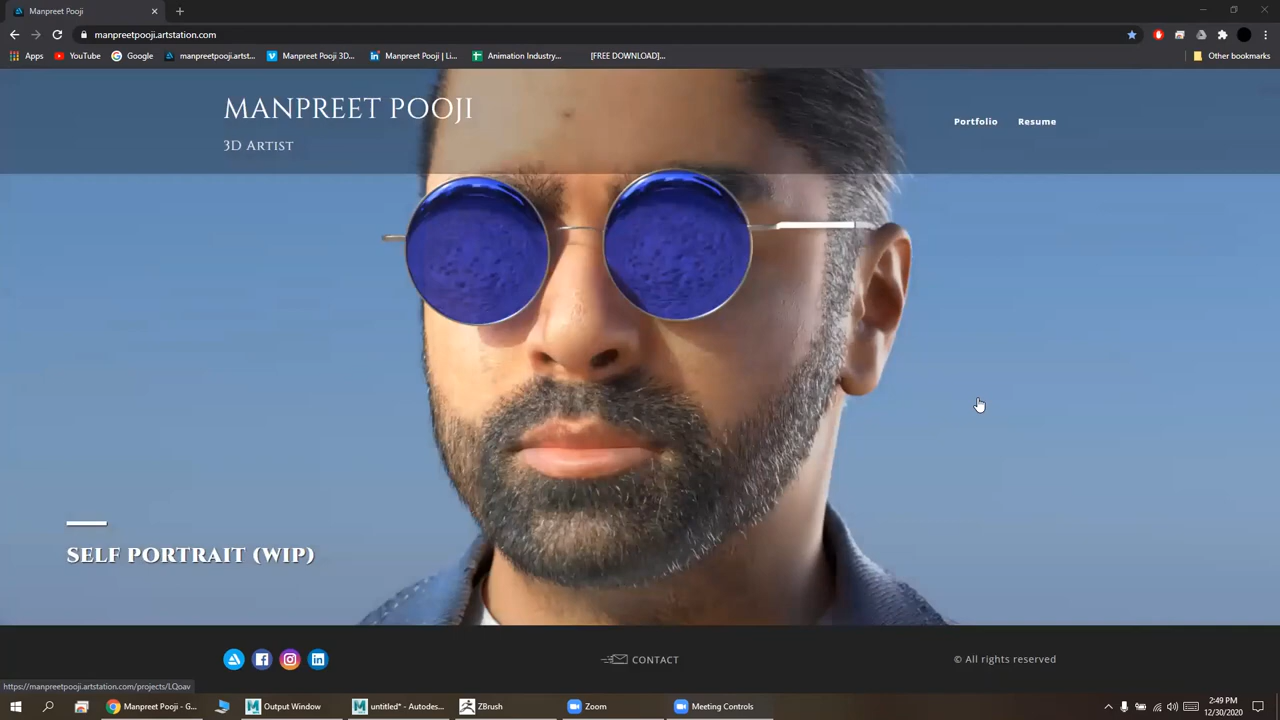 Manpreet Pooji
manpreetpooji.artstation.com
Apps
YouTube
Google
manpreetpooji.artst...
Manpreet Pooji 3D...
Manpreet Pooji | Li...
Animation Industry...
[FREE DOWNLOAD]...
Other bookmarks
MANPREET POOJI
3D Artist
Portfolio
Resume
SELF PORTRAIT (WIP)
CONTACT
© All rights reserved
https://manpreetpooji.artstation.com/projects/LQoav
Manpreet Pooji - G...
Output Window
untitled* - Autodes...
ZBrush
Zoom
Meeting Controls
2:49 PM
12/30/2020